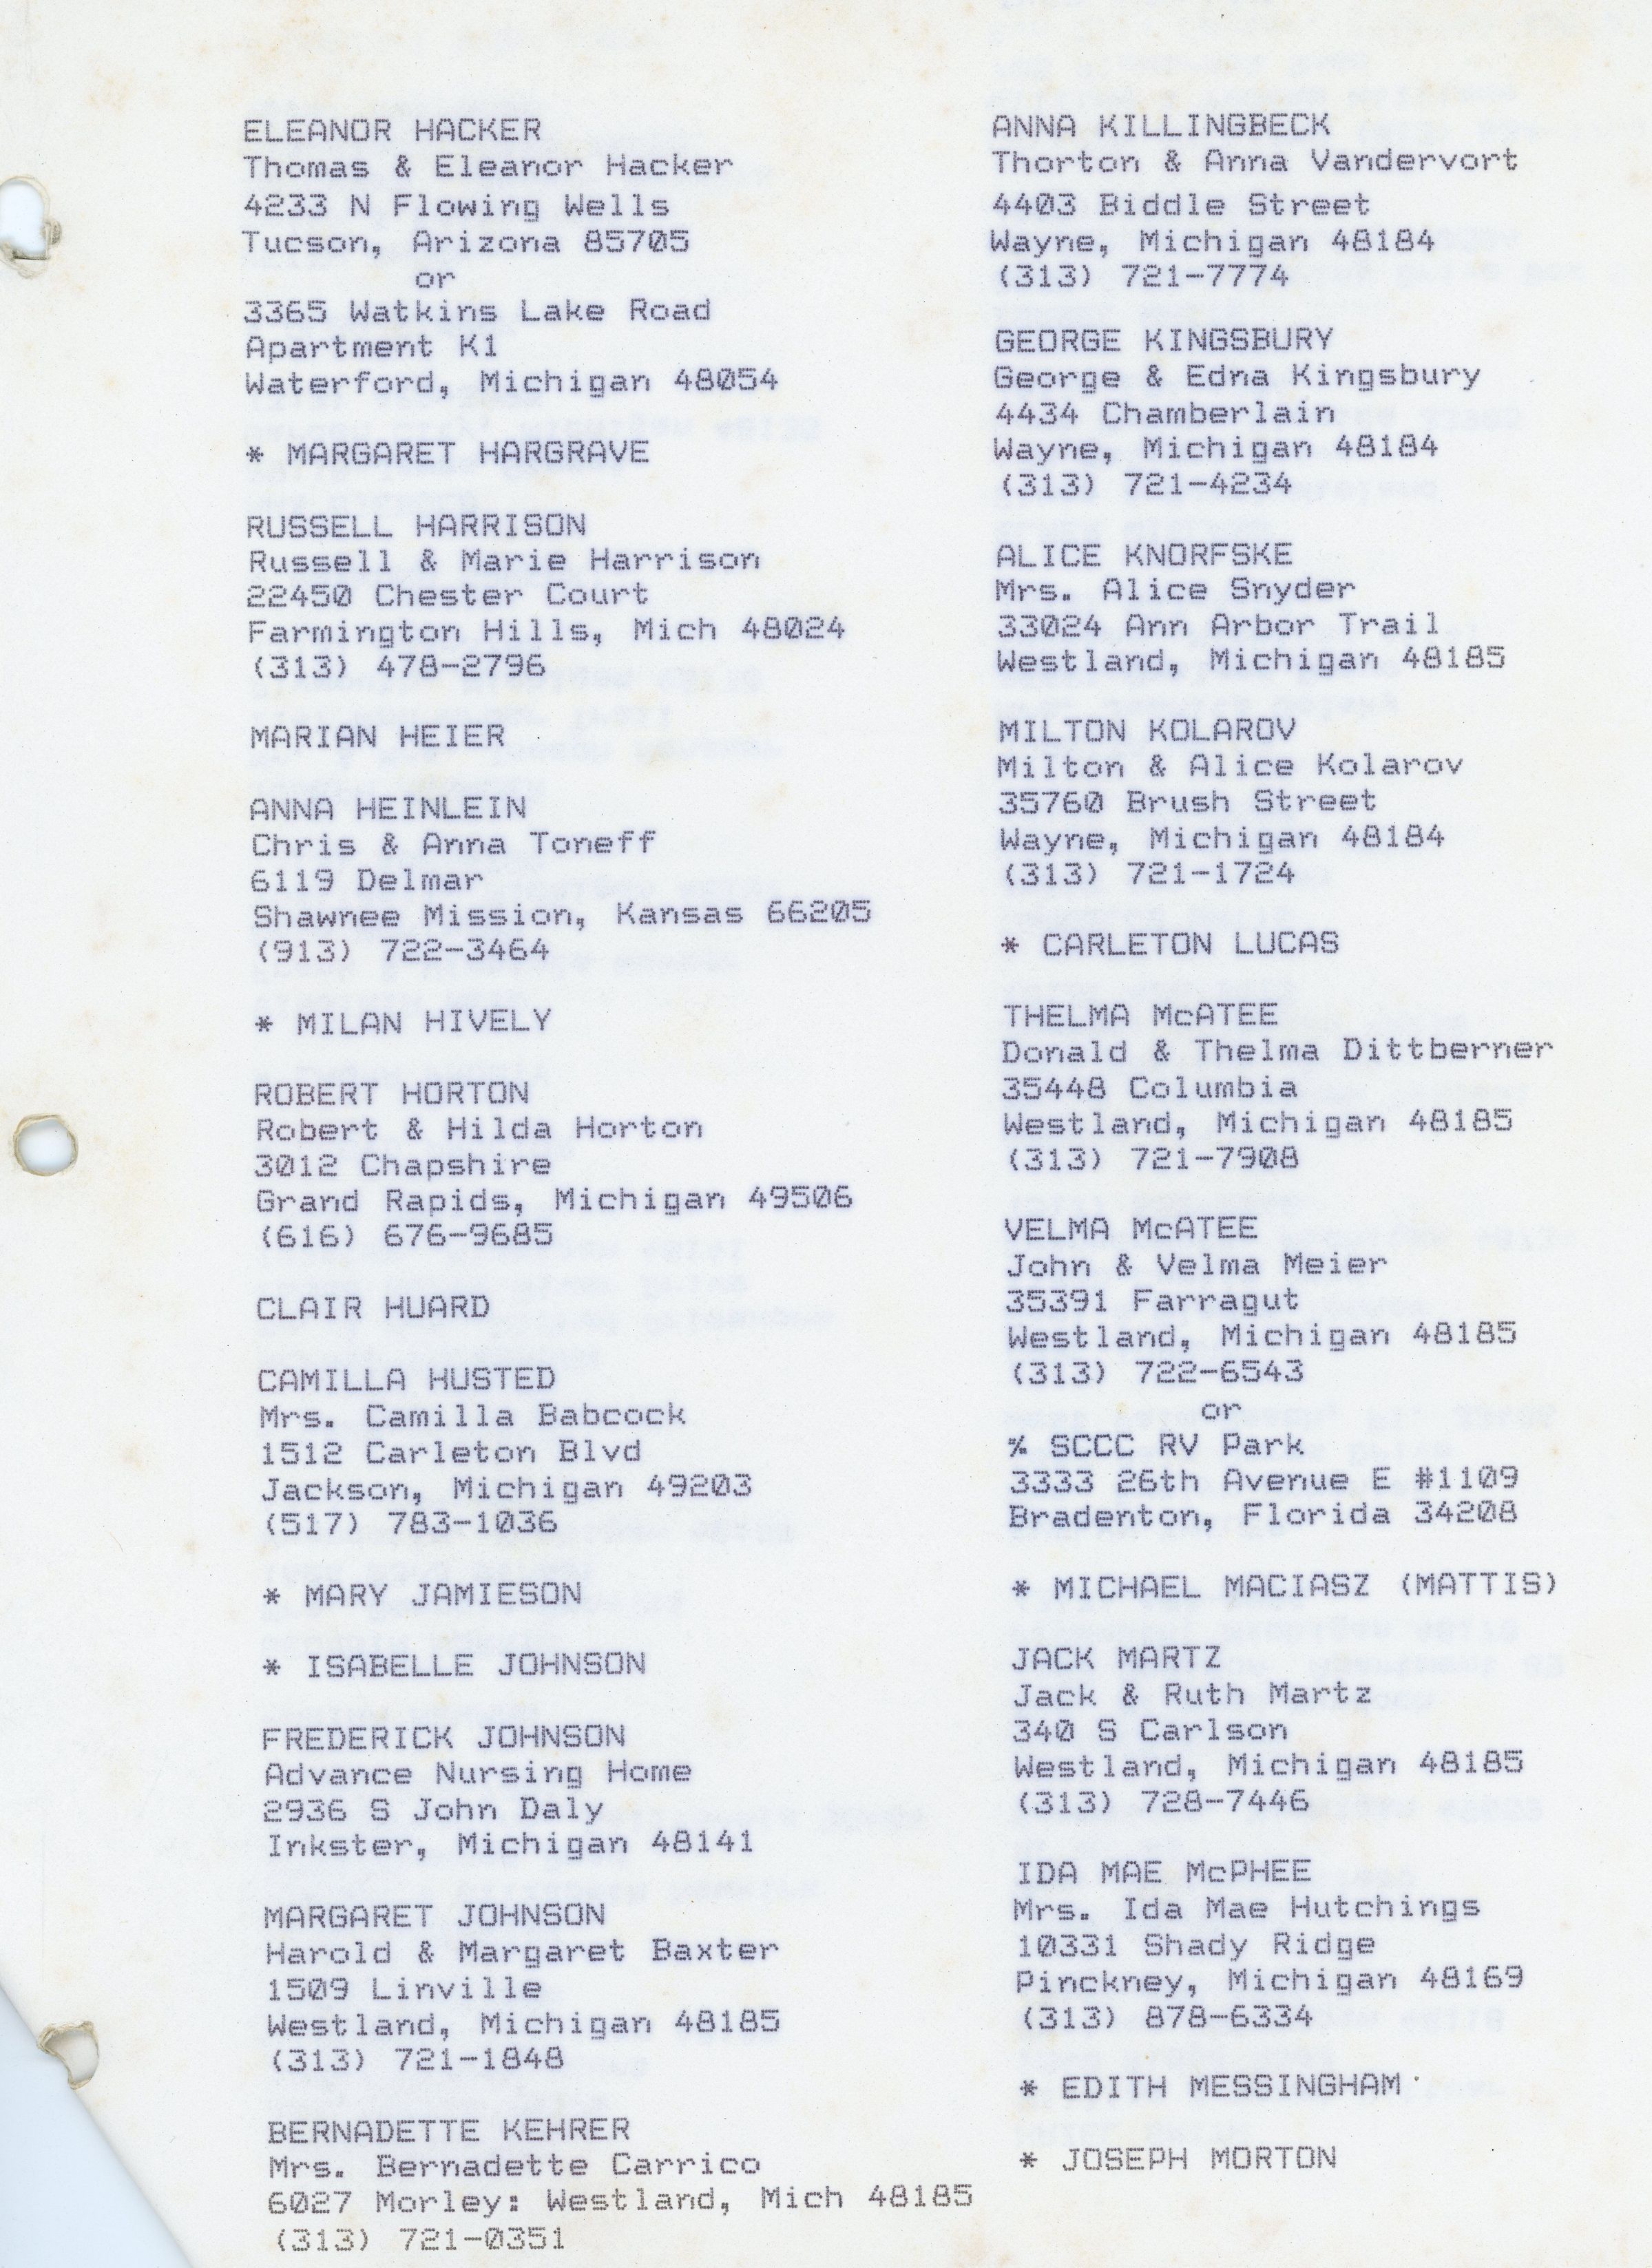 ELEANOR HACKER
Thomas & Eleanor Hacker
4233 N Flowing Wells
Tucson, Arizona 85705
or
3365 Watkins Lake Road
Apartment K1
Waterford, Michigan 48054
* MARGARET HARGRAVE
RUSSELL HARRISON
Russell & Marie Harrison
22450 Chester Court
Farmington Hills, Mich 48024
(313) 478-2796
MARIAN HEIER
ANNA HEINLEIN
Chris & Anna Toneff
6119 Delmar
Shawnee Mission, Kansas 66205
(913) 722-3464
* MILAN HIVELY
ROBERT HORTON
Robert & Hilda Horton
3012 Chapshire
Grand Rapids, Michigan 49506
(616) 676-9685
CLAIR HUARD
CAMILLA HUSTED
Mrs. Camilla Babcock
1512 Carleton Blvd
Jackson, Michigan 49203
(517) 783-1036
* MARY JAMIESON
* ISABELLE JOHNSON
FREDERICK JOHNSON
Advance Nursing Home
2936 S John Daly
Inkster, Michigan 48141
MARGARET JOHNSON
Harold & Margaret Baxter
1509 Linville
Westland, Michigan 48185
(313) 721-1848
BERNADETTE KEHRER
Mrs. Bernadette Carrico
6027 Morley: Westland, Mich 48185
(313) 721-0351
ANNA KILLINGBECK
Thorton & Anna Vandervort
4403 Biddle Street
Wayne, Michigan 48184
(313) 721-7774
GEORGE KINGSBURY
George & Edna Kingsbury
4434 Chamberlain
Wayne, Michigan 48184
(313) 721-4234
ALICE KNORFSKE
Mrs. Alice Snyder
33024 Ann Arbor Trail
Westland, Michigan 48185
MILTON KOLAROV
Milton & Alice Kolarov
35760 Brush Street
Wayne, Michigan 48184
(313) 721-1724
* CARLETON LUCAS
THELMA McATEE
Donald & Thelma Dittberner
35448 Columbia
Westland, Michigan 48185
(313) 721-7908
VELMA McATEE
John & Velma Meier
35391 Farragut
Westland, Michigan 48185
(313) 722-6543
or
% SCCC RV Park
3333 26th Avenue E #1109
Bradenton, Florida 34208
* MICHAEL MACIASZ (MATTIS)
JACK MARTZ
Jack & Ruth Martz
340 S Carlson
Westland, Michigan 48185
(313) 728-7446
IDA MAE McPHEE
Mrs. Ida Mae Hutchings
10331 Shady Ridge
Pinckney, Michigan 48169
(313) 878-6334
* EDITH MESSINGHAM
* JOSEPH MORTON